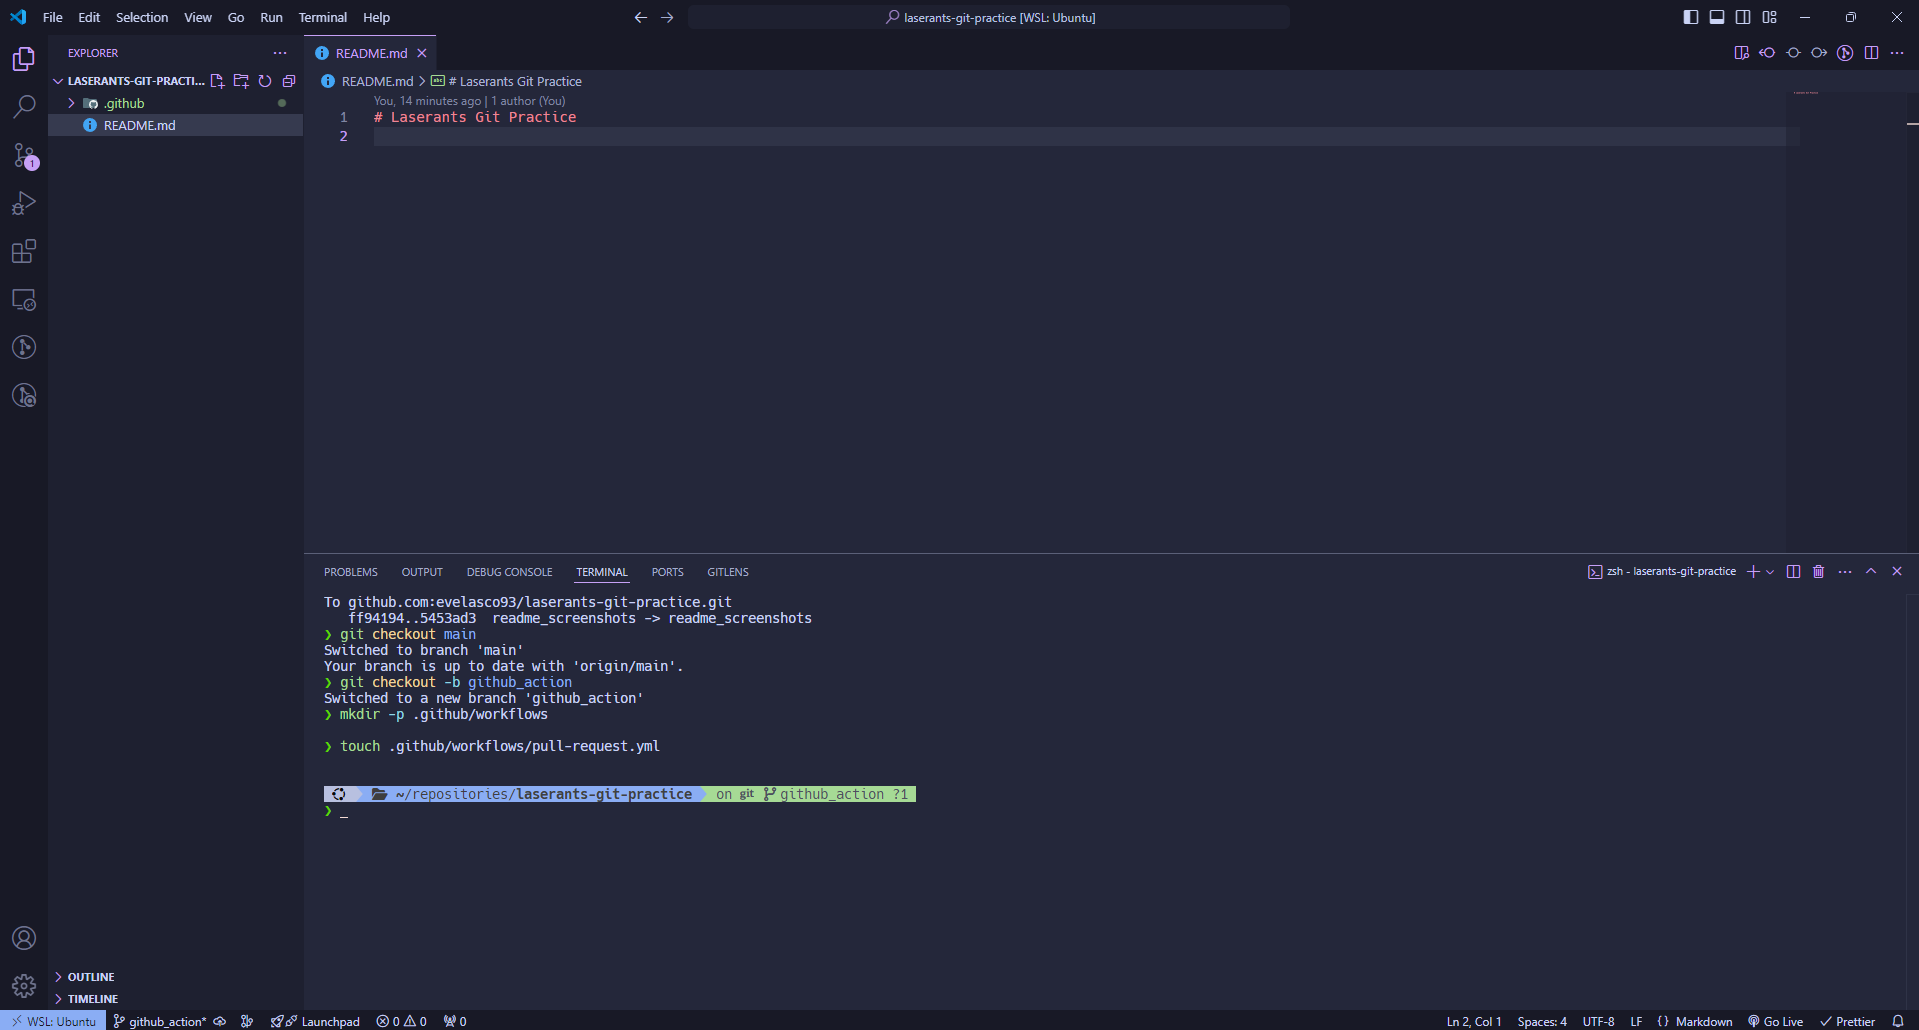 File Edit Selection View Go Run Terminal Help
laserants-git-practice [WSL: Ubuntu]
EXPLORER
LASERANTS-GIT-PRACTI...
.github
README.md
1
README.md
README.md > # Laserants Git Practice
You, 14 minutes ago | 1 author (You)
1 # Laserants Git Practice
2
PROBLEMS OUTPUT DEBUG CONSOLE TERMINAL PORTS GITLENS
zsh - laserants-git-practice
To github.com:evelasco93/laserants-git-practice.git
ff94194..5453ad3 readme_screenshots -> readme_screenshots
❯ git checkout main
Switched to branch 'main'
Your branch is up to date with 'origin/main'.
❯ git checkout -b github_action
Switched to a new branch 'github_action'
❯ mkdir -p .github/workflows
❯ touch .github/workflows/pull-request.yml
~/repositories/laserants-git-practice on git github_action ?1
❯ _
OUTLINE
TIMELINE
WSL: Ubuntu github_action* Launchpad 0 0 0 Ln 2, Col 1 Spaces: 4 UTF-8 LF {} Markdown Go Live Prettier